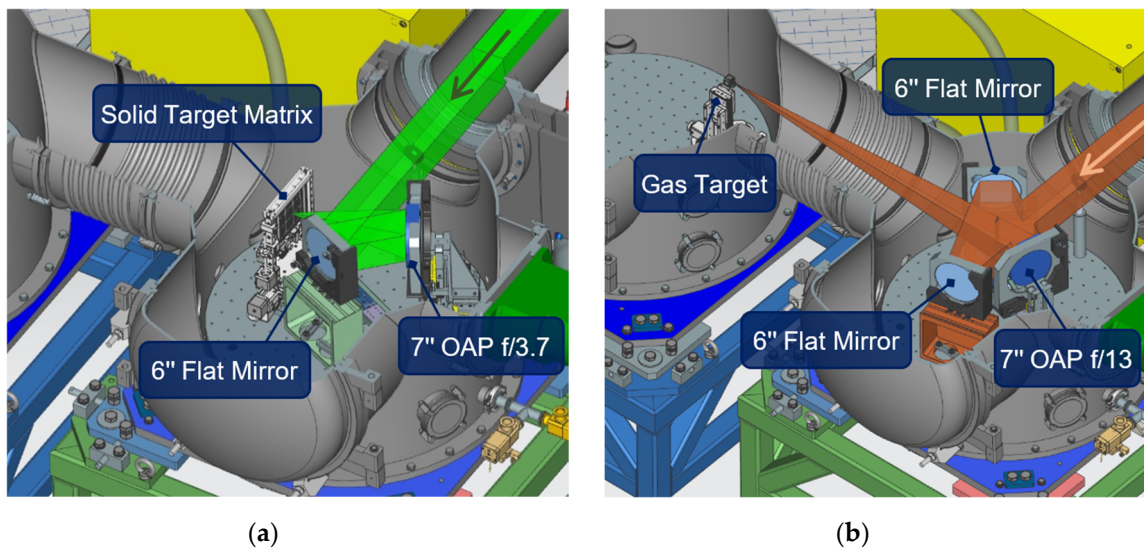 Solid Target Matrix
6" Flat Mirror
7" OAP f/3.7
6" Flat Mirror
Gas Target
6" Flat Mirror
7" OAP f/13
(a)
(b)